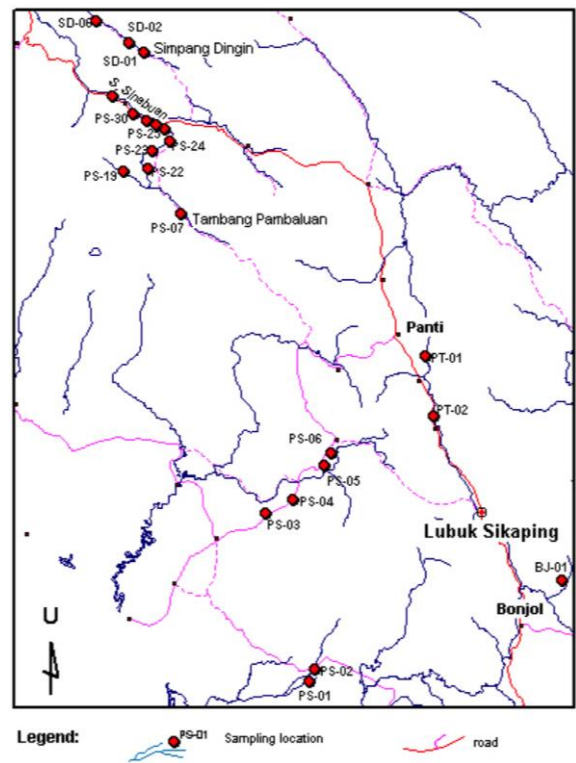 SD-06
SD-02
SD-01
Simpang Dingin
S. Sinabuan
PS-30
PS-25
PS-24
PS-23
PS-22
PS-19
PS-07
Tambang Pambaluan
Panti
PT-01
PT-02
PS-06
PS-05
PS-04
PS-03
Lubuk Sikaping
BJ-01
Bonjol
U
PS-02
PS-01
Legend:
PS-01
Sampling location
road